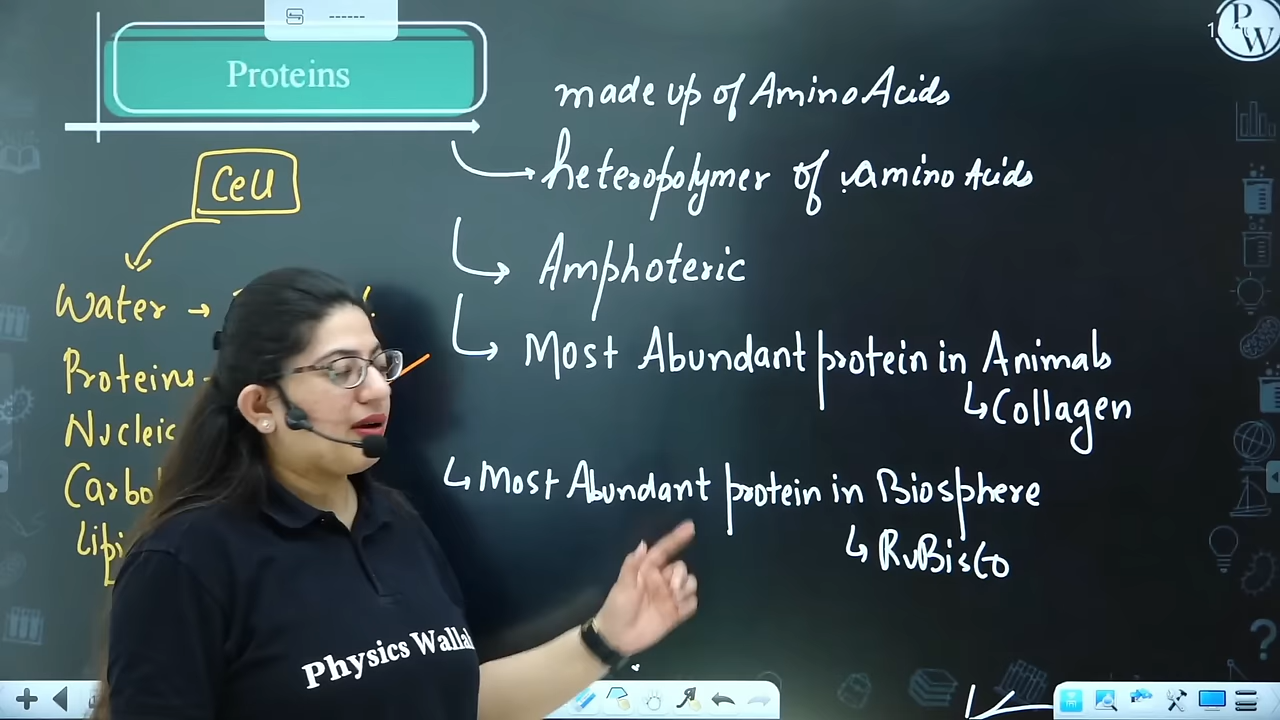 Proteins
PW
made up of Amino Acids
heteropolymer of amino Acids
Amphoteric
Most Abundant protein in Animals
Collagen
Most Abundant protein in Biosphere
RuBisCo
Cell
Water
Proteins
Nucleic
Physics